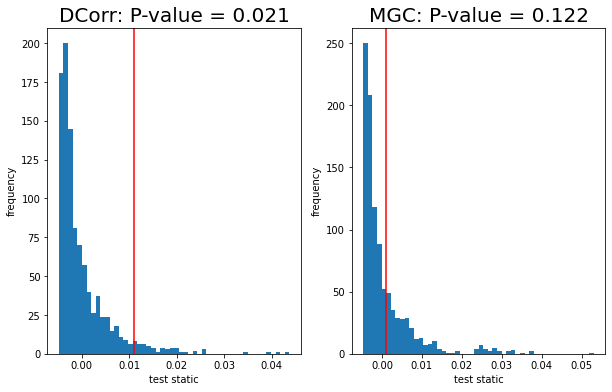 DCorr: P-value = 0.021
frequency
200
175
150
125
100
75
50
25
0
0.00 0.01 0.02 0.03 0.04
test static
MGC: P-value = 0.122
frequency
250
200
150
100
50
0
0.00 0.01 0.02 0.03 0.04 0.05
test static